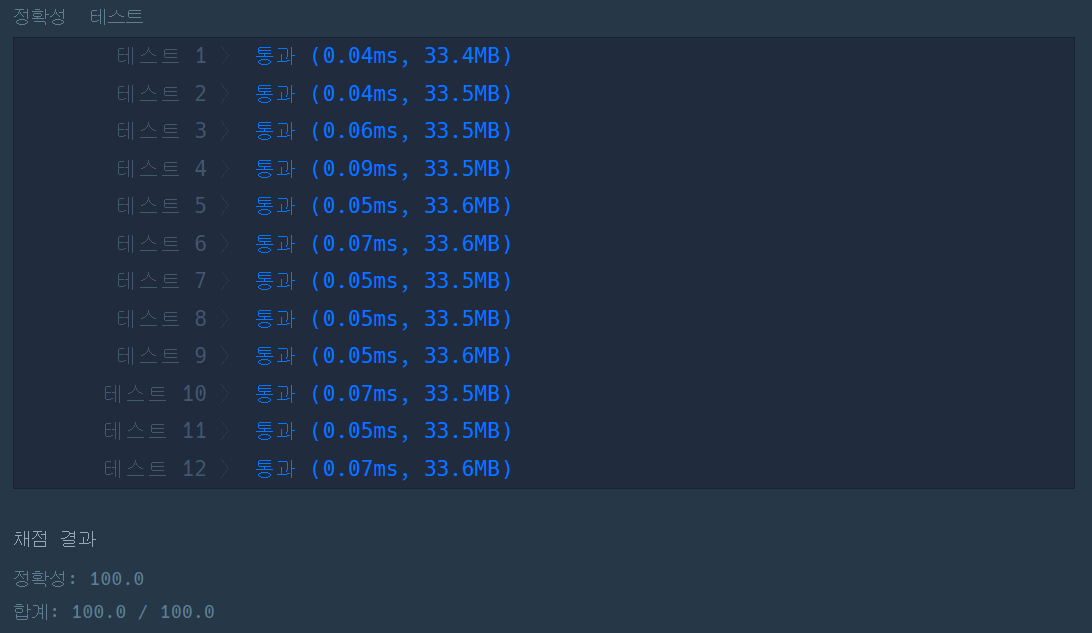 정확성 테스트
테스트 1 〉 통과 (0.04ms, 33.4MB)
테스트 2 〉 통과 (0.04ms, 33.5MB)
테스트 3 〉 통과 (0.06ms, 33.5MB)
테스트 4 〉 통과 (0.09ms, 33.5MB)
테스트 5 〉 통과 (0.05ms, 33.6MB)
테스트 6 〉 통과 (0.07ms, 33.6MB)
테스트 7 〉 통과 (0.05ms, 33.5MB)
테스트 8 〉 통과 (0.05ms, 33.5MB)
테스트 9 〉 통과 (0.05ms, 33.6MB)
테스트 10 〉 통과 (0.07ms, 33.5MB)
테스트 11 〉 통과 (0.05ms, 33.5MB)
테스트 12 〉 통과 (0.07ms, 33.6MB)
채점 결과
정확성: 100.0
합계: 100.0 / 100.0